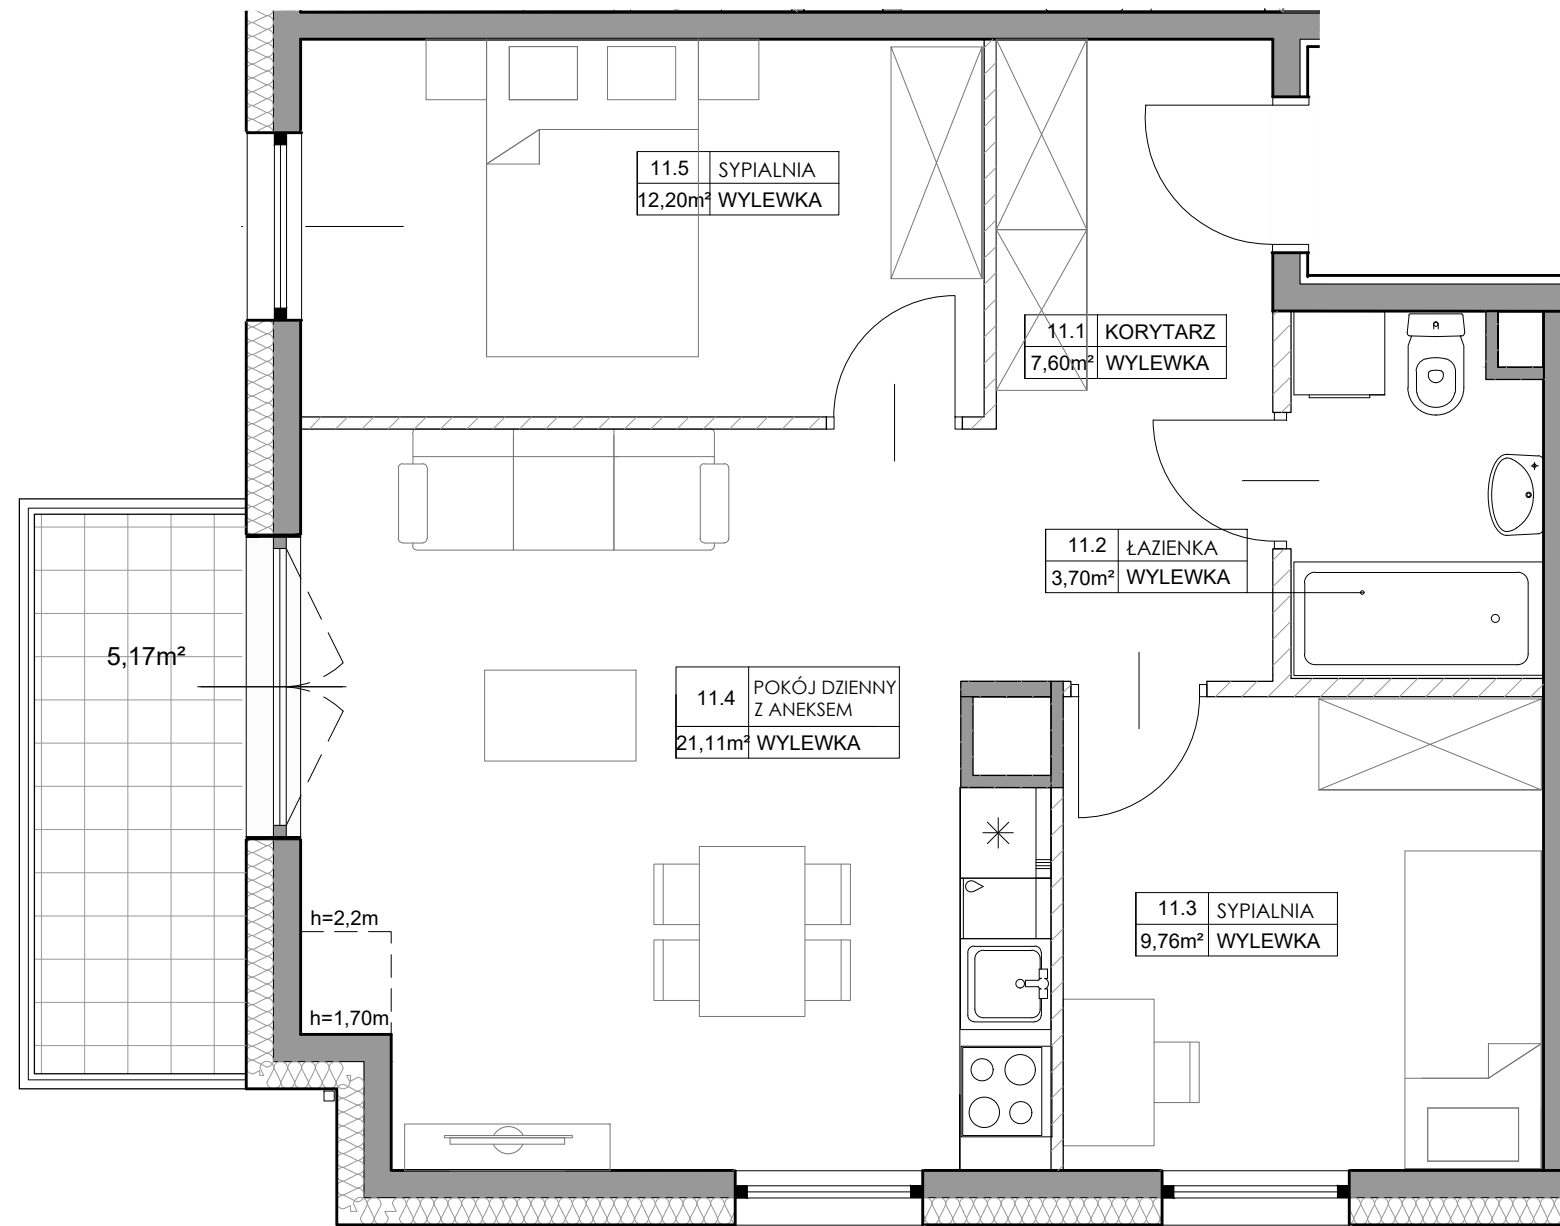 11.5 SYPIALNIA
12,20m² WYLEWKA
11.1 KORYTARZ
7,60m² WYLEWKA
11.2 ŁAZIENKA
3,70m² WYLEWKA
5,17m²
11.4 POKÓJ DZIENNY
Z ANEKSEM
21,11m² WYLEWKA
11.3 SYPIALNIA
9,76m² WYLEWKA
h=2,2m
h=1,70m